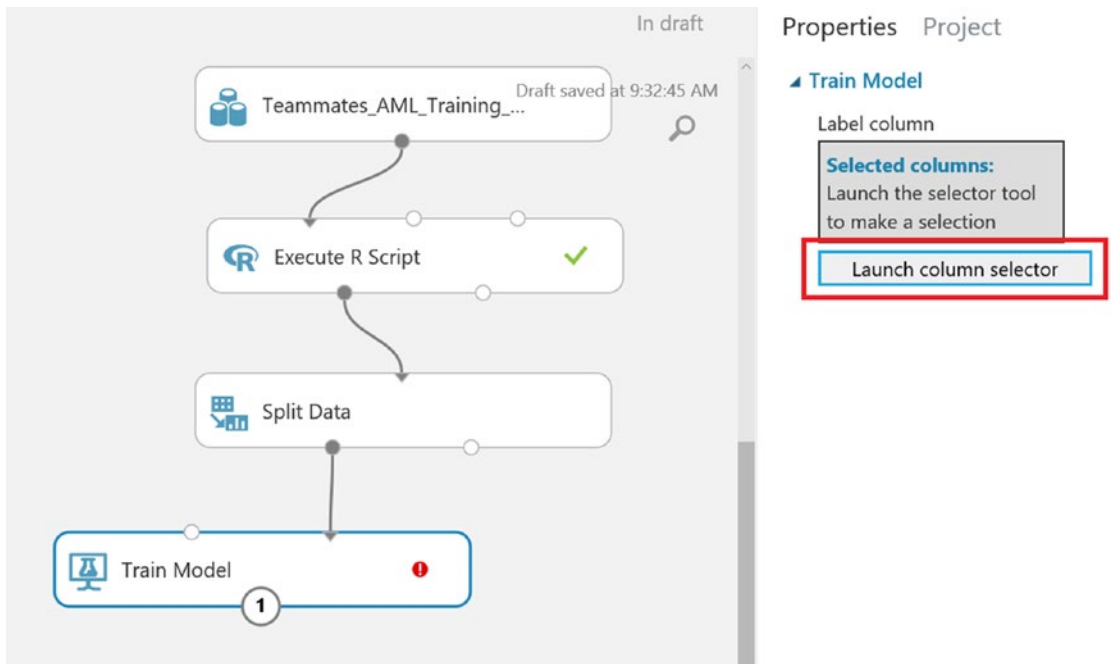 In draft
Draft saved at 9:32:45 AM
Teammates_AML_Training_...
Execute R Script
Split Data
Train Model
1
Properties Project
Train Model
Label column
Selected columns:
Launch the selector tool
to make a selection
Launch column selector